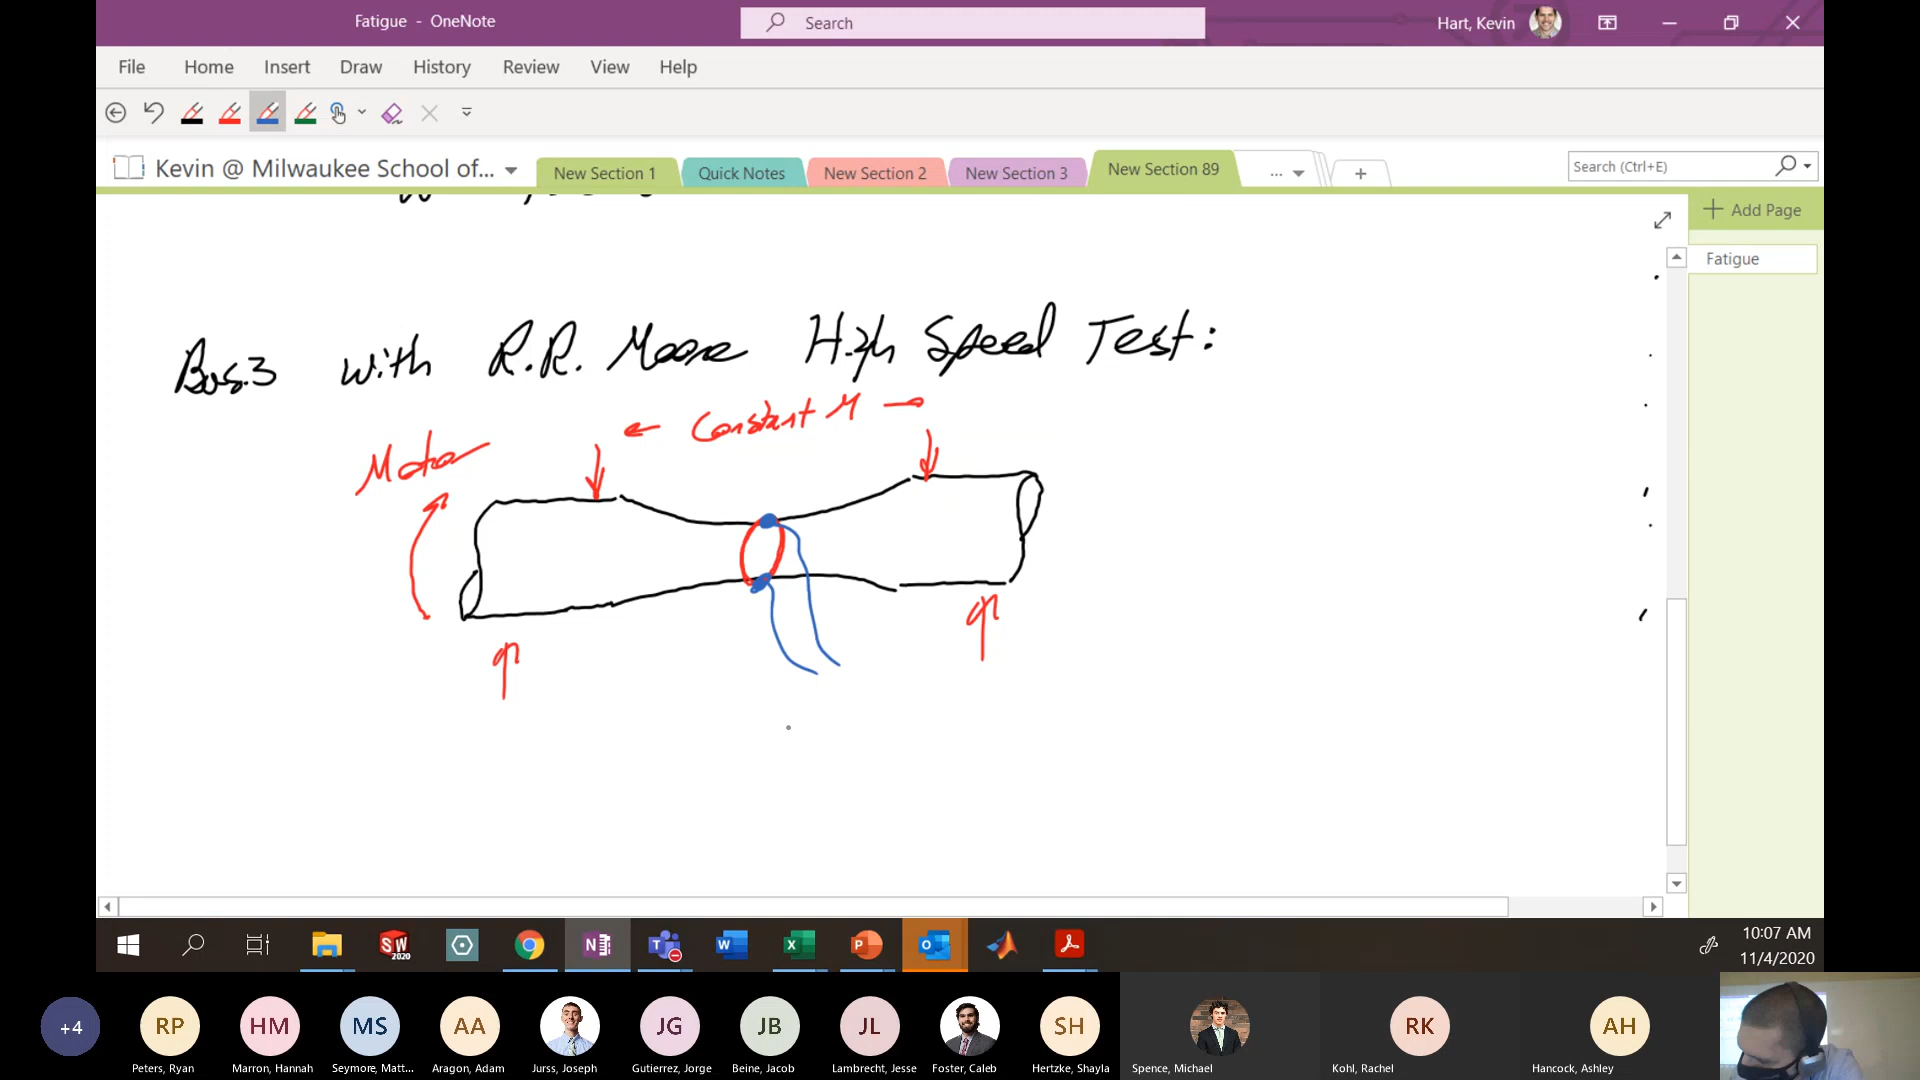 Fatigue - OneNote
Search
Hart, Kevin
File Home Insert Draw History Review View Help
Kevin @ Milwaukee School of...
New Section 1
Quick Notes
New Section 2
New Section 3
New Section 89
...
Search (Ctrl+E)
Add Page
Fatigue
with R.R. Moore High Speed Test:
← Constant M →
Motor
SW
2020
10:07 AM
11/4/2020
+4
RP
HM
MS
AA
JG
JB
JL
SH
RK
AH
Peters, Ryan
Marron, Hannah
Seymore, Matt...
Aragon, Adam
Jurss, Joseph
Gutierrez, Jorge
Beine, Jacob
Lambrecht, Jesse
Foster, Caleb
Hertzke, Shayla
Spence, Michael
Kohl, Rachel
Hancock, Ashley